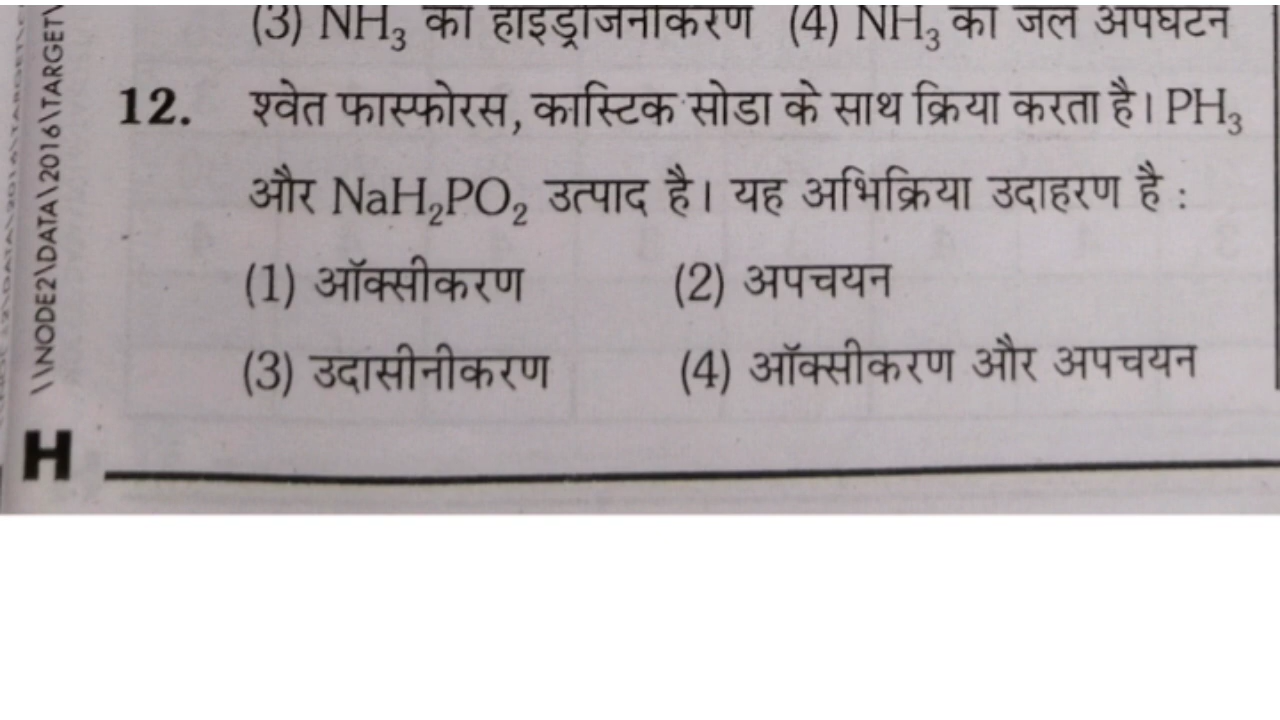 \\NODE2\DATA\2016\TARGET\
(3) NH₃ का हाइड्रोजनीकरण (4) NH₃ का जल अपघटन
12. श्वेत फास्फोरस, कास्टिक सोडा के साथ क्रिया करता है। PH₃
और NaH₂PO₂ उत्पाद है। यह अभिक्रिया उदाहरण है :
(1) ऑक्सीकरण (2) अपचयन
(3) उदासीनीकरण (4) ऑक्सीकरण और अपचयन
H